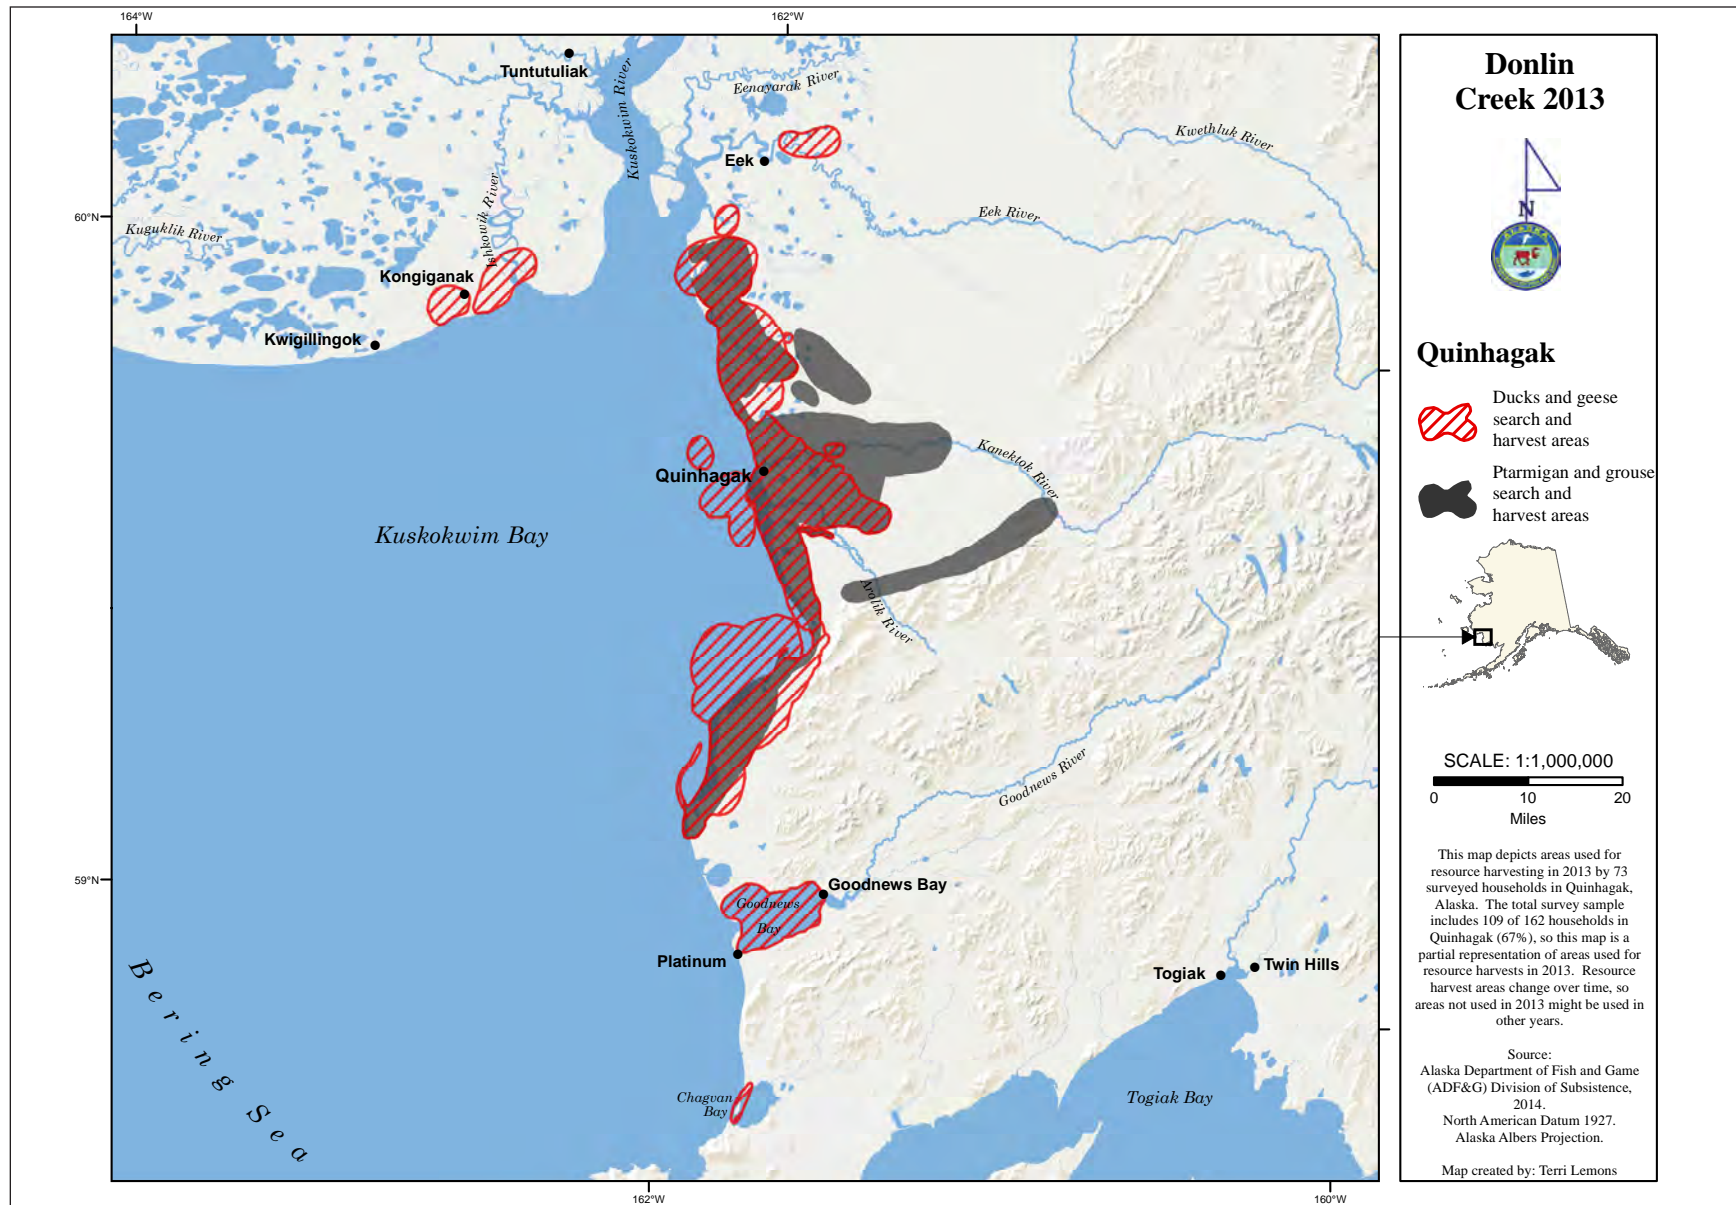 164°W
162°W
Tuntutuliak
Kuskokwim River
Eenayarak River
Kwethluk River
Eek
60°N
Eek River
Kuguklik River
Ishkowik River
Kongiganak
Kwigillingok
Kanektok River
Quinhagak
Kuskokwim Bay
Arolik River
Goodnews River
59°N
Goodnews Bay
Goodnews
Bay
Platinum
Togiak
Twin Hills
Bering Sea
Chagvan
Bay
Togiak Bay
162°W
160°W
Donlin
Creek 2013
N
ALASKA
Quinhagak
Ducks and geese
search and
harvest areas
Ptarmigan and grouse
search and
harvest areas
SCALE: 1:1,000,000
0 10 20
Miles
This map depicts areas used for
resource harvesting in 2013 by 73
surveyed households in Quinhagak,
Alaska. The total survey sample
includes 109 of 162 households in
Quinhagak (67%), so this map is a
partial representation of areas used for
resource harvests in 2013. Resource
harvest areas change over time, so
areas not used in 2013 might be used in
other years.
Source:
Alaska Department of Fish and Game
(ADF&G) Division of Subsistence,
2014.
North American Datum 1927.
Alaska Albers Projection.
Map created by: Terri Lemons